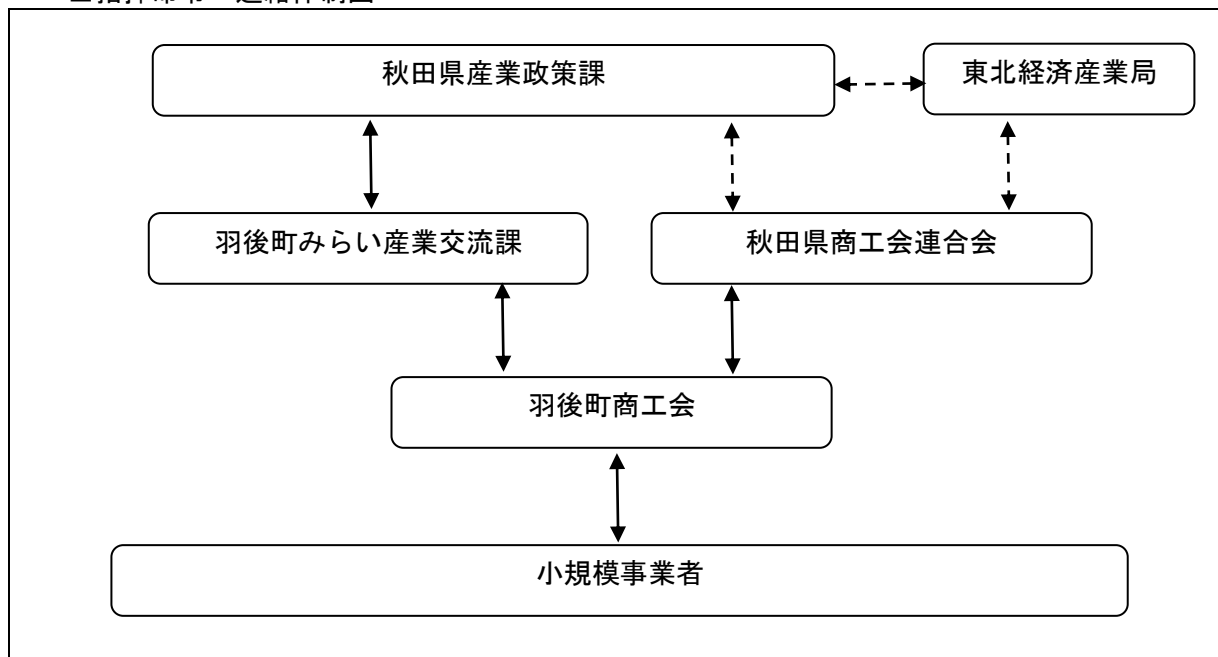 秋田県産業政策課
東北経済産業局
羽後町みらい産業交流課
秋田県商工会連合会
羽後町商工会
小規模事業者